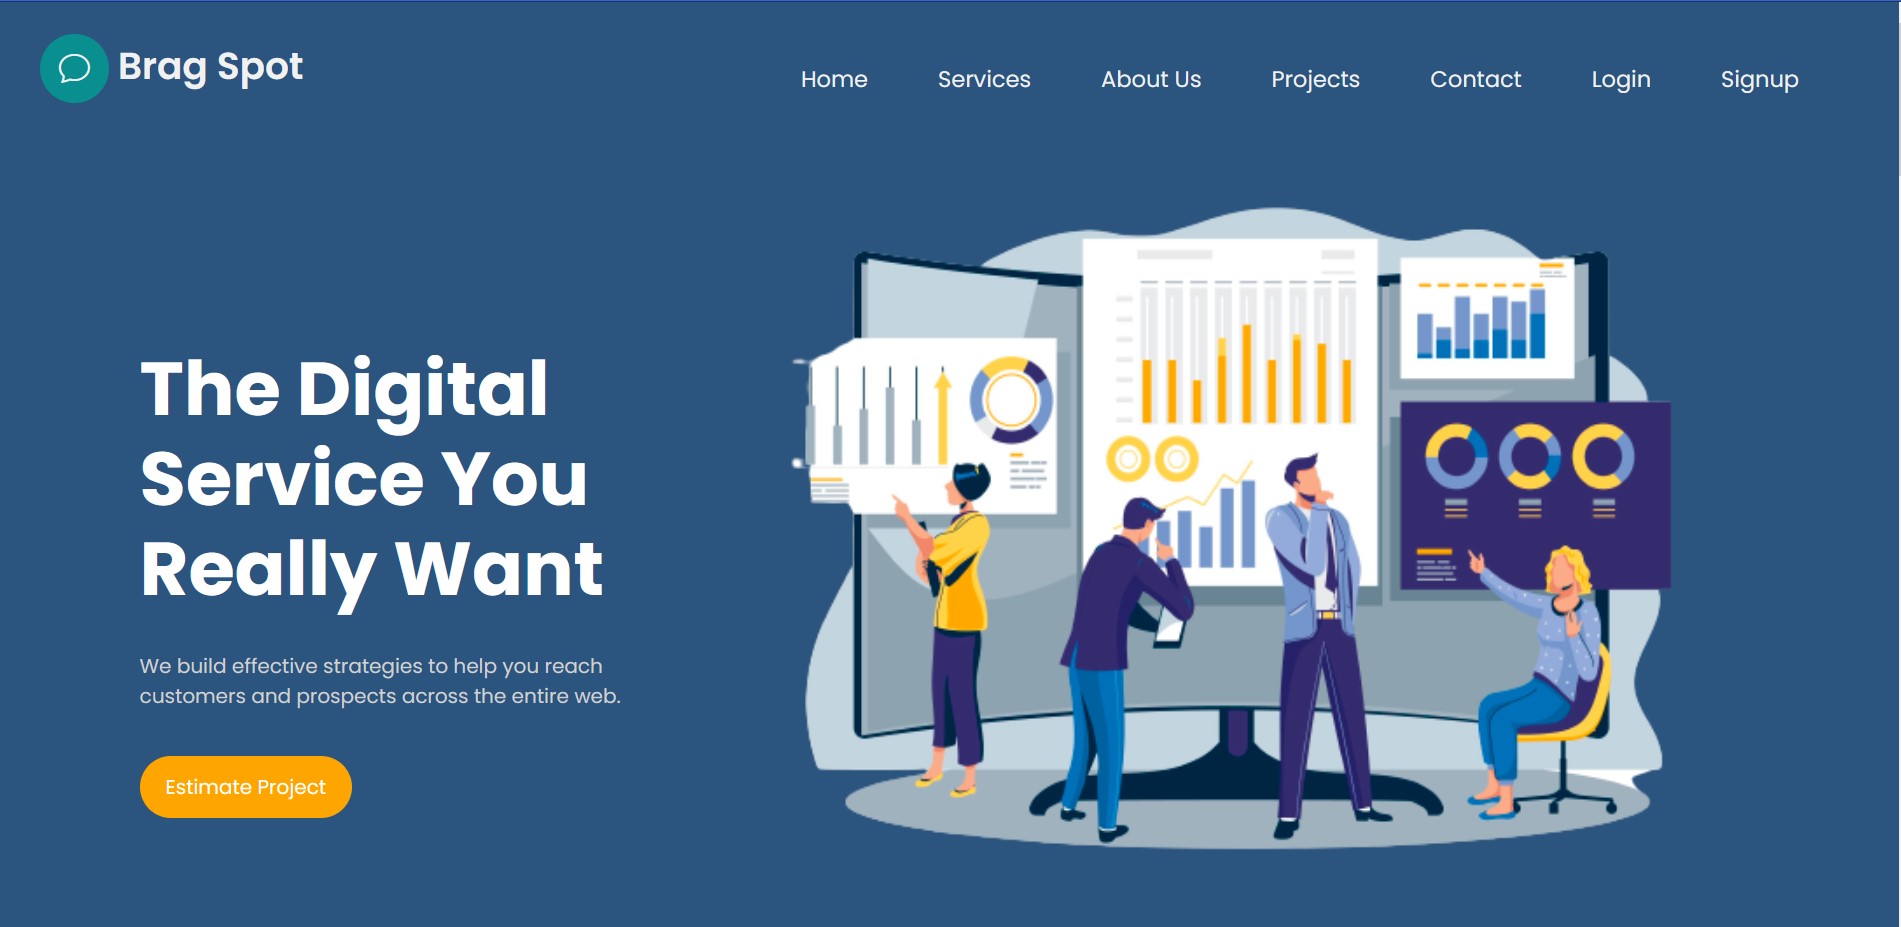 Brag Spot
Home Services About Us Projects Contact Login Signup
The Digital
Service You
Really Want
We build effective strategies to help you reach
customers and prospects across the entire web.
Estimate Project